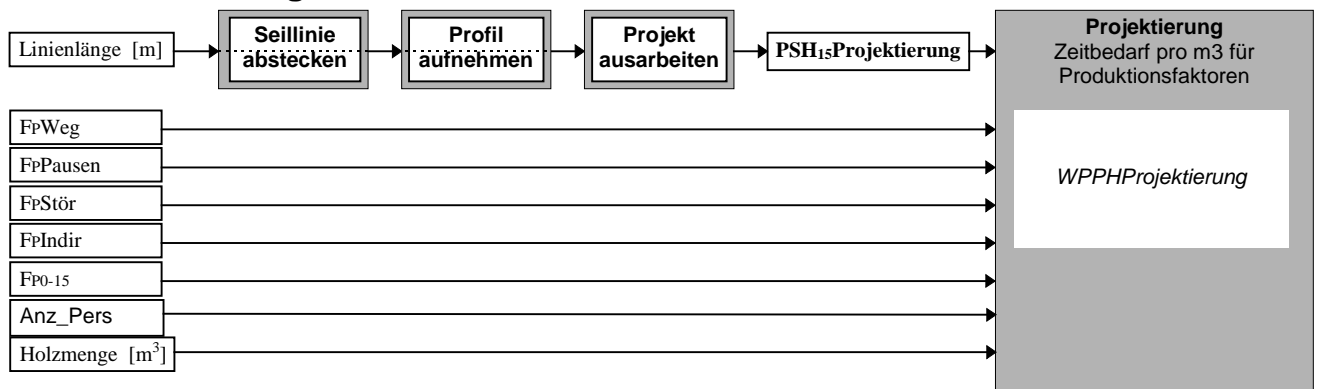 Linienlänge [m]
Seillinie
abstecken
Profil
aufnehmen
Projekt
ausarbeiten
PSH15Projektierung
Projektierung
Zeitbedarf pro m3 für
Produktionsfaktoren
WPPHProjektierung
FPWeg
FPPausen
FPStör
FPIndir
FP0-15
Anz_Pers
Holzmenge [m³]